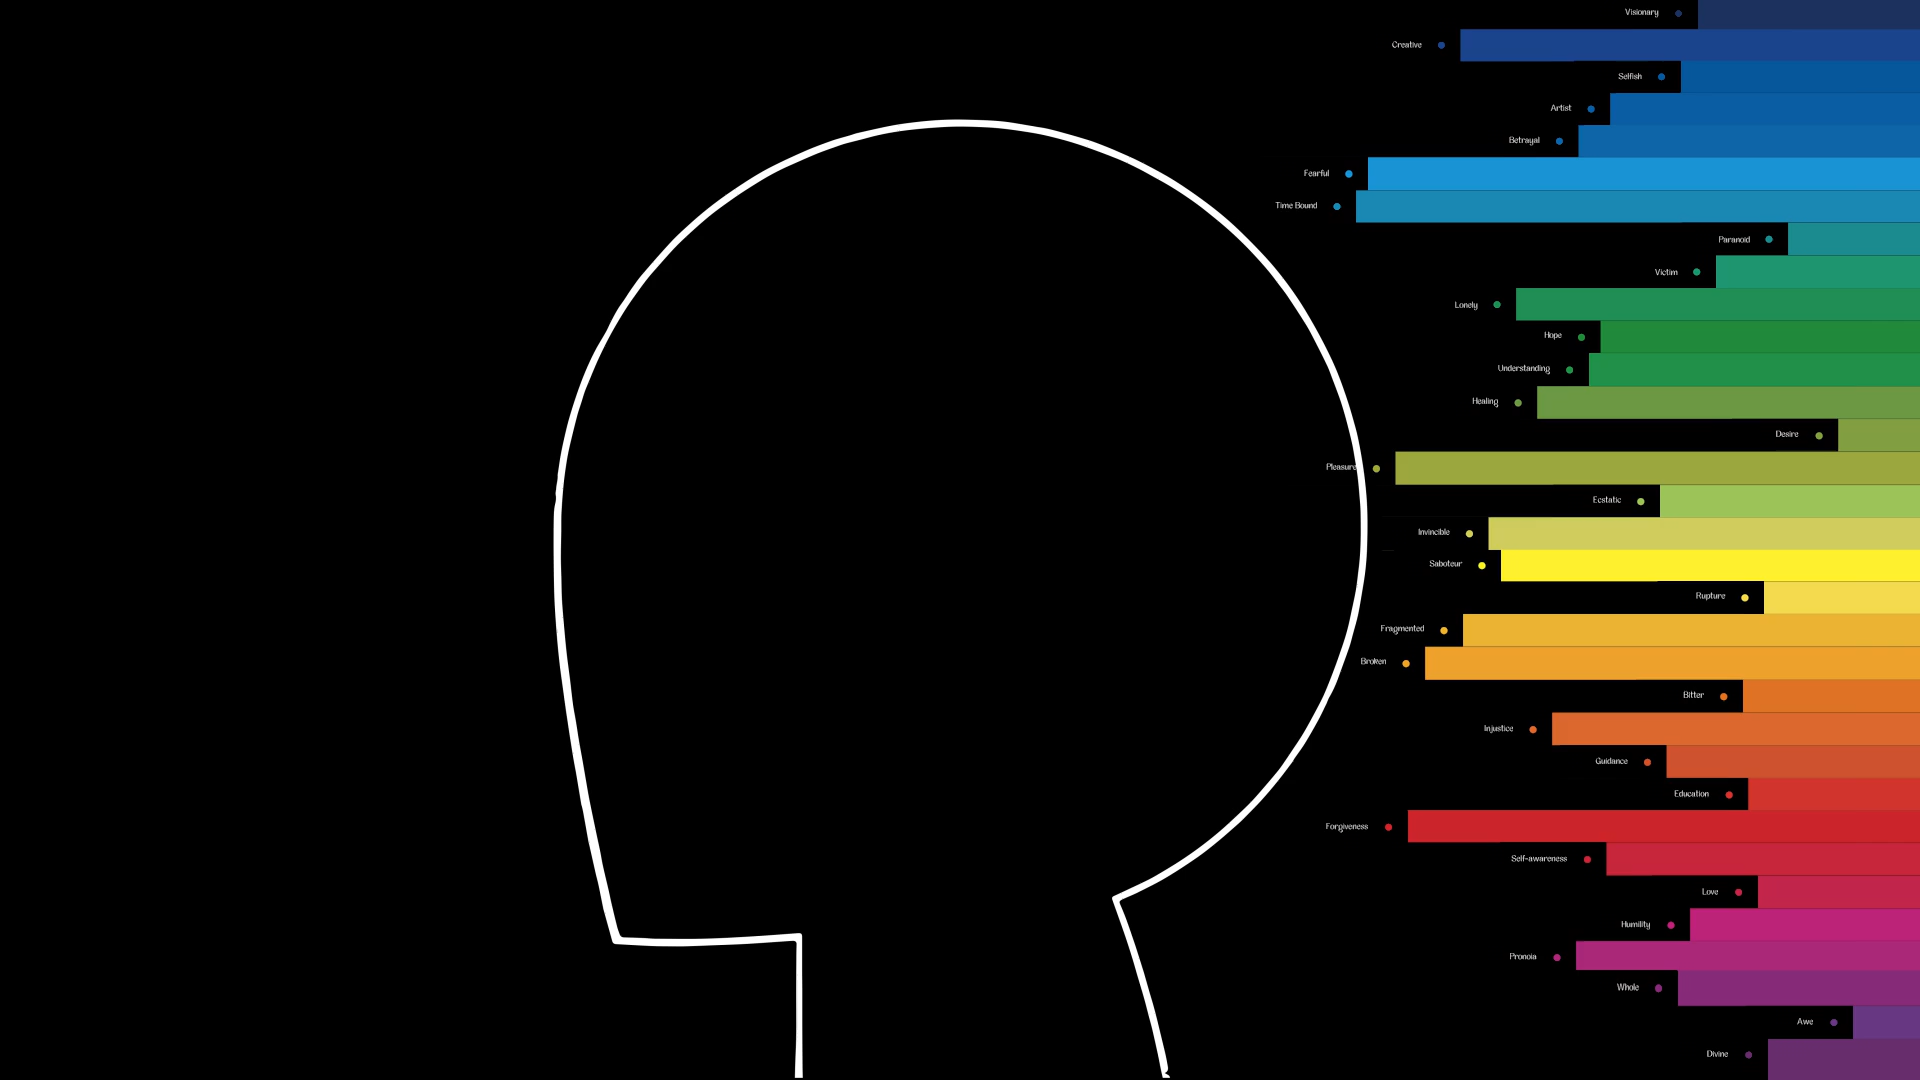 Visionary
Creative
Selfish
Artist
Betrayal
Fearful
Time Bound
Paranoid
Victim
Lonely
Hope
Understanding
Healing
Desire
Pleasure
Ecstatic
Invincible
Saboteur
Rupture
Fragmented
Broken
Bitter
Injustice
Guidance
Education
Forgiveness
Self-awareness
Love
Humility
Pronoia
Whole
Awe
Divine